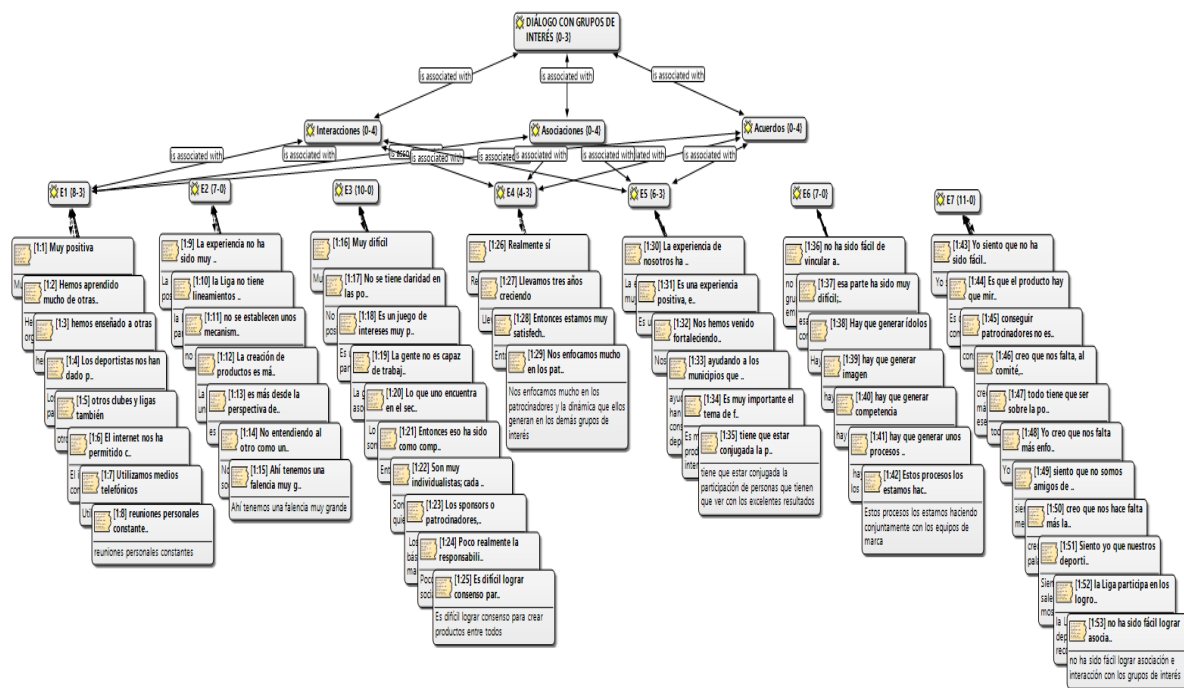 DIÁLOGO CON GRUPOS DE
INTERÉS {0-3}
is associated with
is associated with
is associated with
Interacciones {0-4}
Asociaciones {0-4}
Acuerdos {0-4}
is associated with
is associated with
is associated with
is associated with
is associated with
is associated with
E1 {8-3}
E2 {7-0}
E3 {10-0}
E4 {4-3}
E5 {6-3}
E6 {7-0}
E7 {11-0}
[1:1] Muy positiva
[1:2] Hemos aprendido
mucho de otras..
[1:3] hemos enseñado a otras
[1:4] Los deportistas nos han
dado p..
[1:5] otros clubes y ligas
también
[1:6] El internet nos ha
permitido c..
[1:7] Utilizamos medios
telefónicos
[1:8] reuniones personales
constante..
reuniones personales constantes
[1:9] La experiencia no ha
sido muy ..
[1:10] la Liga no tiene
lineamientos ..
[1:11] no se establecen unos
mecanism..
[1:12] La creación de
productos es má..
[1:13] es más desde la
perspectiva de..
[1:14] No entendiendo al
otro como un..
[1:15] Ahí tenemos una
falencia muy g..
Ahí tenemos una falencia muy grande
[1:16] Muy difícil
[1:17] No se tiene claridad en
las po..
[1:18] Es un juego de
intereses muy p..
[1:19] La gente no es capaz
de trabaj..
[1:20] Lo que uno encuentra
en el sec..
[1:21] Entonces eso ha sido
como comp..
[1:22] Son muy
individualistas; cada ..
[1:23] Los sponsors o
patrocinadores,..
[1:24] Poco realmente la
responsabili..
[1:25] Es difícil lograr
consenso par..
Es difícil lograr consenso para crear
productos entre todos
[1:26] Realmente sí
[1:27] Llevamos tres años
creciendo
[1:28] Entonces estamos muy
satisfech..
[1:29] Nos enfocamos mucho
en los pat..
Nos enfocamos mucho en los
patrocinadores y la dinámica que ellos
generan en los demás grupos de
interés
[1:30] La experiencia de
nosotros ha ..
[1:31] Es una experiencia
positiva, e..
[1:32] Nos hemos venido
fortaleciendo..
[1:33] ayudando a los
municipios que ..
[1:34] Es muy importante el
tema de f..
[1:35] tiene que estar
conjugada la p..
tiene que estar conjugada la
participación de personas que tienen
que ver con los excelentes resultados
[1:36] no ha sido fácil de
vincular a..
[1:37] esa parte ha sido muy
difícil;..
[1:38] Hay que generar ídolos
[1:39] hay que generar
imagen
[1:40] hay que generar
competencia
[1:41] hay que generar unos
procesos ..
[1:42] Estos procesos los
estamos hac..
Estos procesos los estamos haciendo
conjuntamente con los equipos de
marca
[1:43] Yo siento que no ha
sido fácil..
[1:44] Es que el producto hay
que mir..
[1:45] conseguir
patrocinadores no es..
[1:46] creo que nos falta, al
comité,..
[1:47] todo tiene que ser
sobre la po..
[1:48] Yo creo que nos falta
más enfo..
[1:49] siento que no somos
amigos de ..
[1:50] creo que nos hace falta
más la..
[1:51] Siento yo que nuestros
deporti..
[1:52] la Liga participa en los
logro..
[1:53] no ha sido fácil lograr
asocia..
no ha sido fácil lograr asociación e
interacción con los grupos de interés